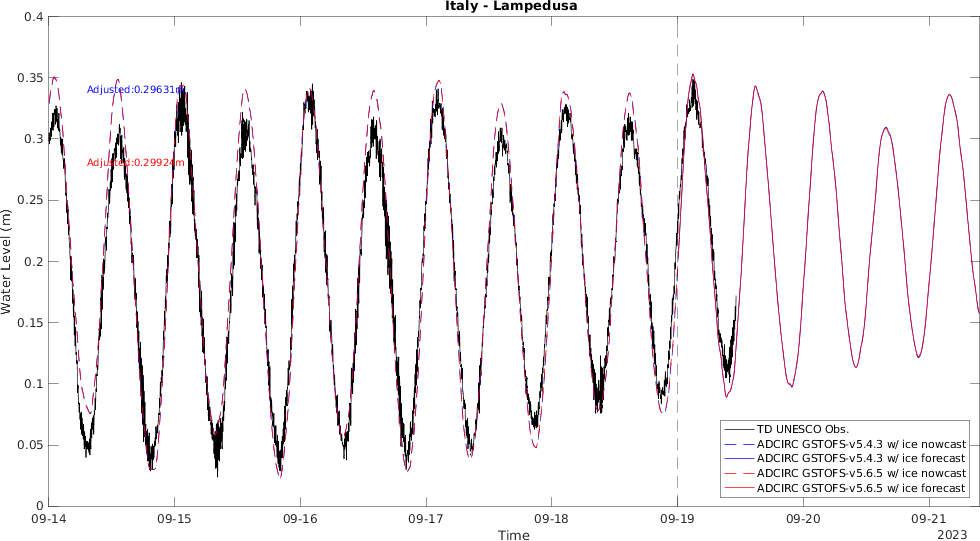 Italy - Lampedusa
0.4
0.35
0.3
0.25
0.2
0.15
0.1
0.05
0
Water Level (m)
Adjusted:0.29631m
Adjusted:0.29924m
TD UNESCO Obs.
ADCIRC GSTOFS-v5.4.3 w/ ice nowcast
ADCIRC GSTOFS-v5.4.3 w/ ice forecast
ADCIRC GSTOFS-v5.6.5 w/ ice nowcast
ADCIRC GSTOFS-v5.6.5 w/ ice forecast
09-14 09-15 09-16 09-17 09-18 09-19 09-20 09-21
Time
2023